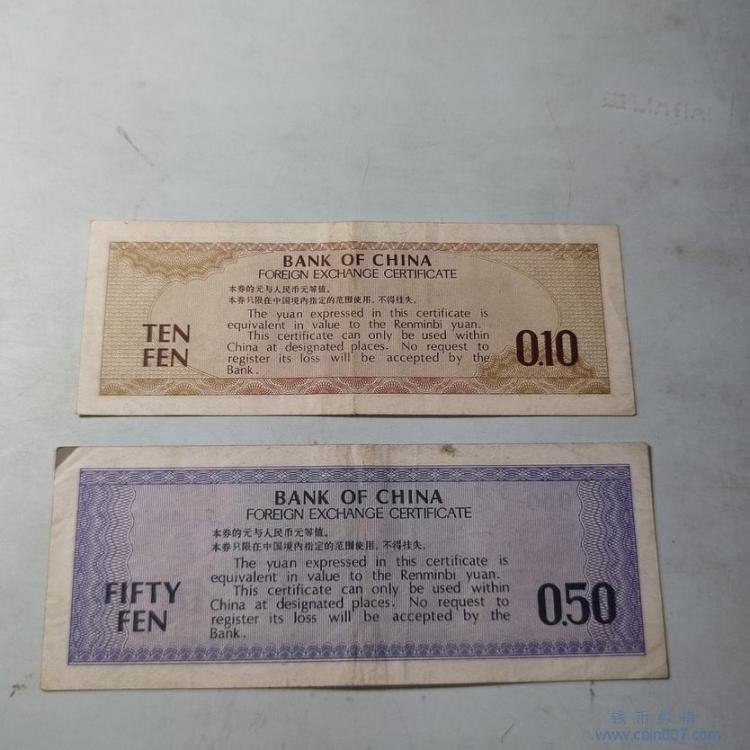 BANK OF CHINA
FOREIGN EXCHANGE CERTIFICATE
本券的元与人民币元等值。
本券只限在中国境内指定的范围使用，不得挂失。
The yuan expressed in this certificate is
equivalent in value to the Renminbi yuan.
This certificate can only be used within
China at designated places. No request to
register its loss will be accepted by the
Bank.
TEN
FEN
0.10
BANK OF CHINA
FOREIGN EXCHANGE CERTIFICATE
本券的元与人民币元等值。
本券只限在中国境内指定的范围使用，不得挂失。
The yuan expressed in this certificate is
equivalent in value to the Renminbi yuan.
This certificate can only be used within
China at designated places. No request to
register its loss will be accepted by the
Bank.
FIFTY
FEN
0.50
www.coin007.com